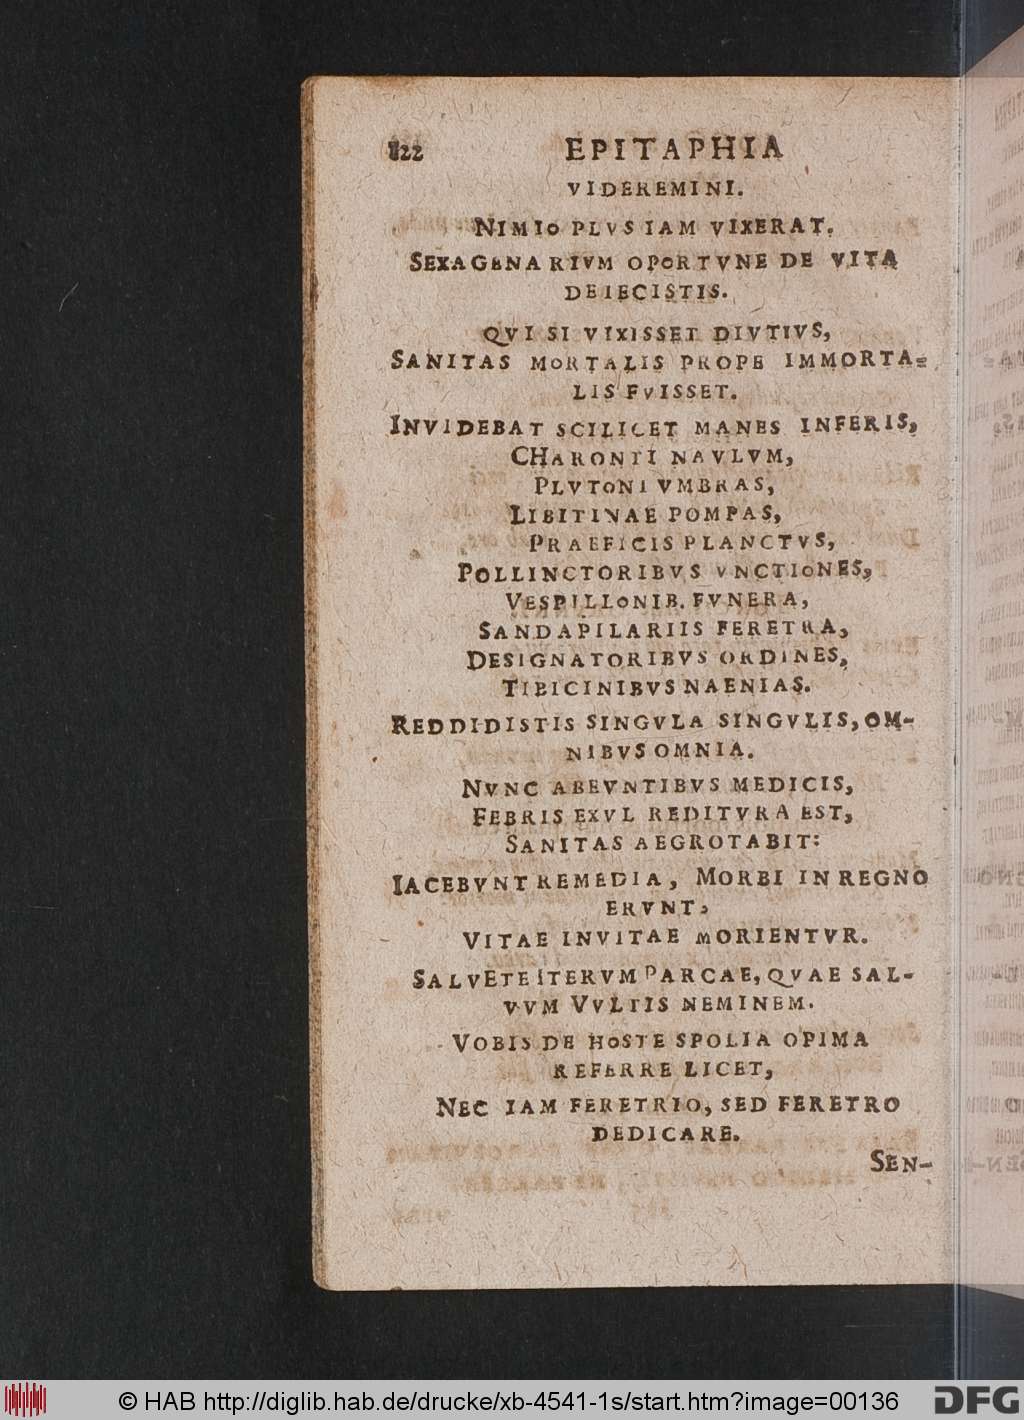 122 EPITAPHIA
VIDEREMINI.
NIMIO PLVS IAM VIXERAT.
SEXAGENARIVM OPORTVNE DE VITA
DEIECISTIS.
QVI SI VIXISSET DIVTIVS,
SANITAS MORTALIS PROPE IMMORTA=
LIS FVISSET.
INVIDEBAT SCILICET MANES INFERIS,
CHARONTI NAVLVM,
PLVTONI VMBRAS,
LIBITINAE POMPAS,
PRAEFICIS PLANCTVS,
POLLINCTORIBVS VNCTIONES,
VESPILLONIB. FVNERA,
SANDAPILARIIS FERETRA,
DESIGNATORIBVS ORDINES,
TIBICINIBVS NAENIAS.
REDDIDISTIS SINGVLA SINGVLIS, OM-
NIBVS OMNIA.
NVNC ABEVNTIBVS MEDICIS,
FEBRIS EXVL REDITVRA EST,
SANITAS AEGROTABIT:
IACEBVNT REMEDIA, MORBI IN REGNO
ERVNT,
VITAE INVITAE MORIENTVR.
SALVETE ITERVM PARCAE, QVAE SAL-
VVM VVLTIS NEMINEM.
VOBIS DE HOSTE SPOLIA OPIMA
REFERRE LICET,
NEC IAM FERETRIO, SED FERETRO
DEDICARE.
SEN-
© HAB http://diglib.hab.de/drucke/xb-4541-1s/start.htm?image=00136
DFG